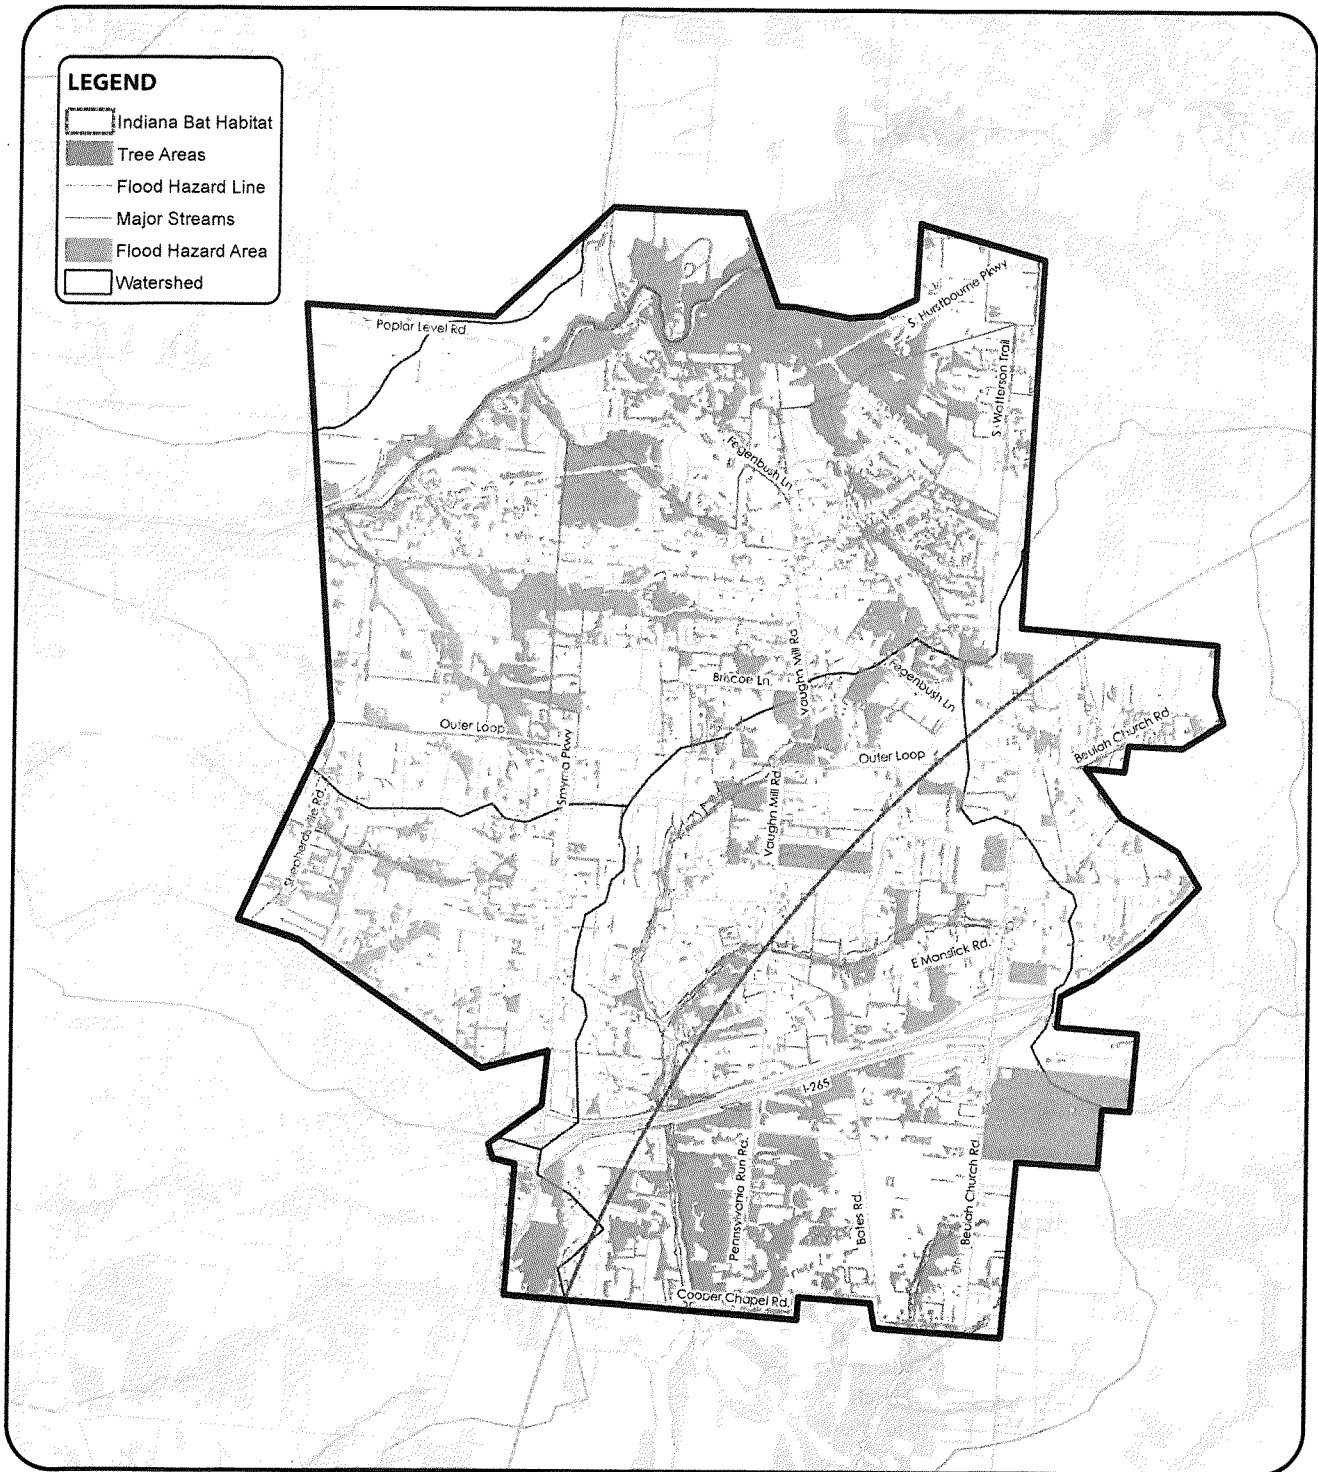 LEGEND
Indiana Bat Habitat
Tree Areas
Flood Hazard Line
Major Streams
Flood Hazard Area
Watershed
S. Hurstbourne Pkwy
Poplar Level Rd.
S Watterson Trail
Fegenbush Ln
Vaughn Mill Rd
Briscoe Ln.
Fegenbush Ln
Outer Loop
Smyrna Pkwy
Beulah Church Rd.
Outer Loop
Vaughn Mill Rd.
Shepherdsville Rd.
E Manslick Rd.
I-265
Pennsylvania Run Rd.
Bates Rd.
Beulah Church Rd.
Cooper Chapel Rd.